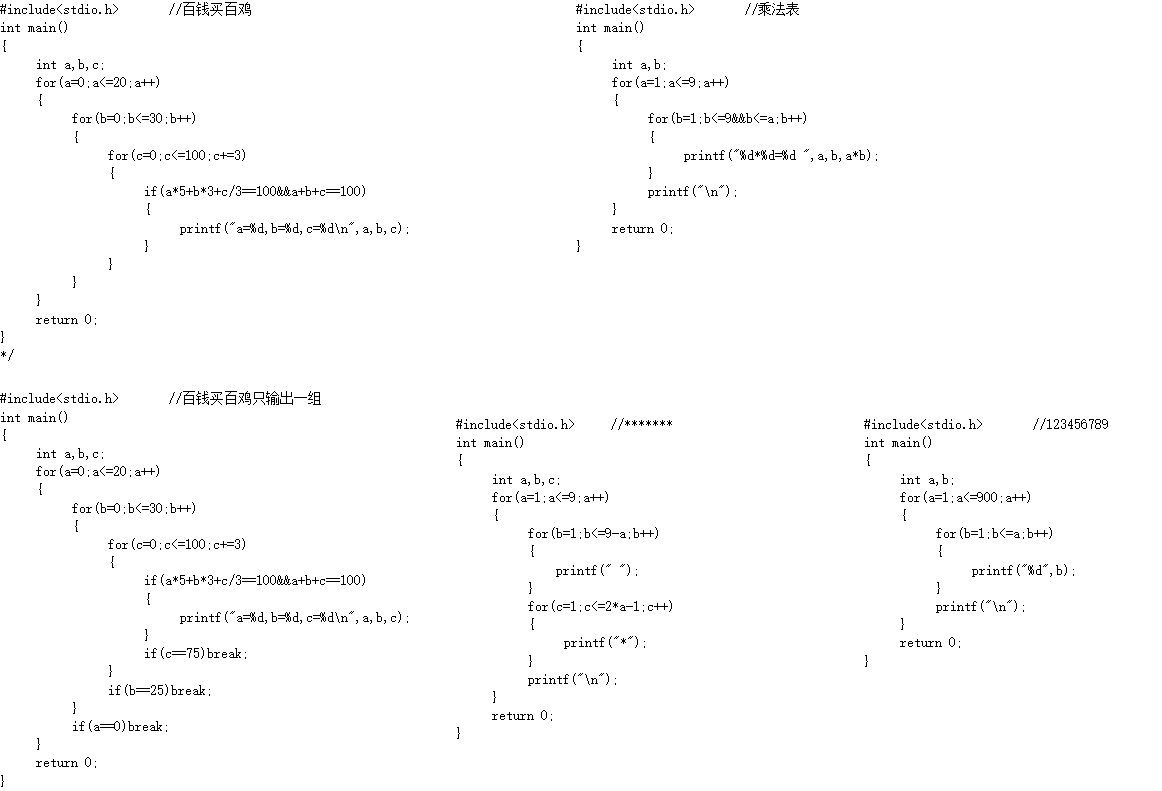 #include<stdio.h>      //百钱买百鸡
int main()
{
     int a,b,c;
     for(a=0;a<=20;a++)
     {
          for(b=0;b<=30;b++)
          {
               for(c=0;c<=100;c+=3)
               {
                    if(a*5+b*3+c/3==100&&a+b+c==100)
                    {
                         printf("a=%d,b=%d,c=%d\n",a,b,c);
                    }
               }
          }
     }
     return 0;
}
*/
#include<stdio.h>      //乘法表
int main()
{
     int a,b;
     for(a=1;a<=9;a++)
     {
          for(b=1;b<=9&&b<=a;b++)
          {
               printf("%d*%d=%d ",a,b,a*b);
          }
          printf("\n");
     }
     return 0;
}
#include<stdio.h>      //百钱买百鸡只输出一组
int main()
{
     int a,b,c;
     for(a=0;a<=20;a++)
     {
          for(b=0;b<=30;b++)
          {
               for(c=0;c<=100;c+=3)
               {
                    if(a*5+b*3+c/3==100&&a+b+c==100)
                    {
                         printf("a=%d,b=%d,c=%d\n",a,b,c);
                    }
                    if(c==75)break;
               }
               if(b==25)break;
          }
          if(a==0)break;
     }
     return 0;
}
#include<stdio.h>     //*******
int main()
{
     int a,b,c;
     for(a=1;a<=9;a++)
     {
          for(b=1;b<=9-a;b++)
          {
              printf(" ");
          }
          for(c=1;c<=2*a-1;c++)
          {
               printf("*");
          }
          printf("\n");
     }
     return 0;
}
#include<stdio.h>       //123456789
int main()
{
     int a,b;
     for(a=1;a<=900;a++)
     {
          for(b=1;b<=a;b++)
          {
               printf("%d",b);
          }
          printf("\n");
     }
     return 0;
}